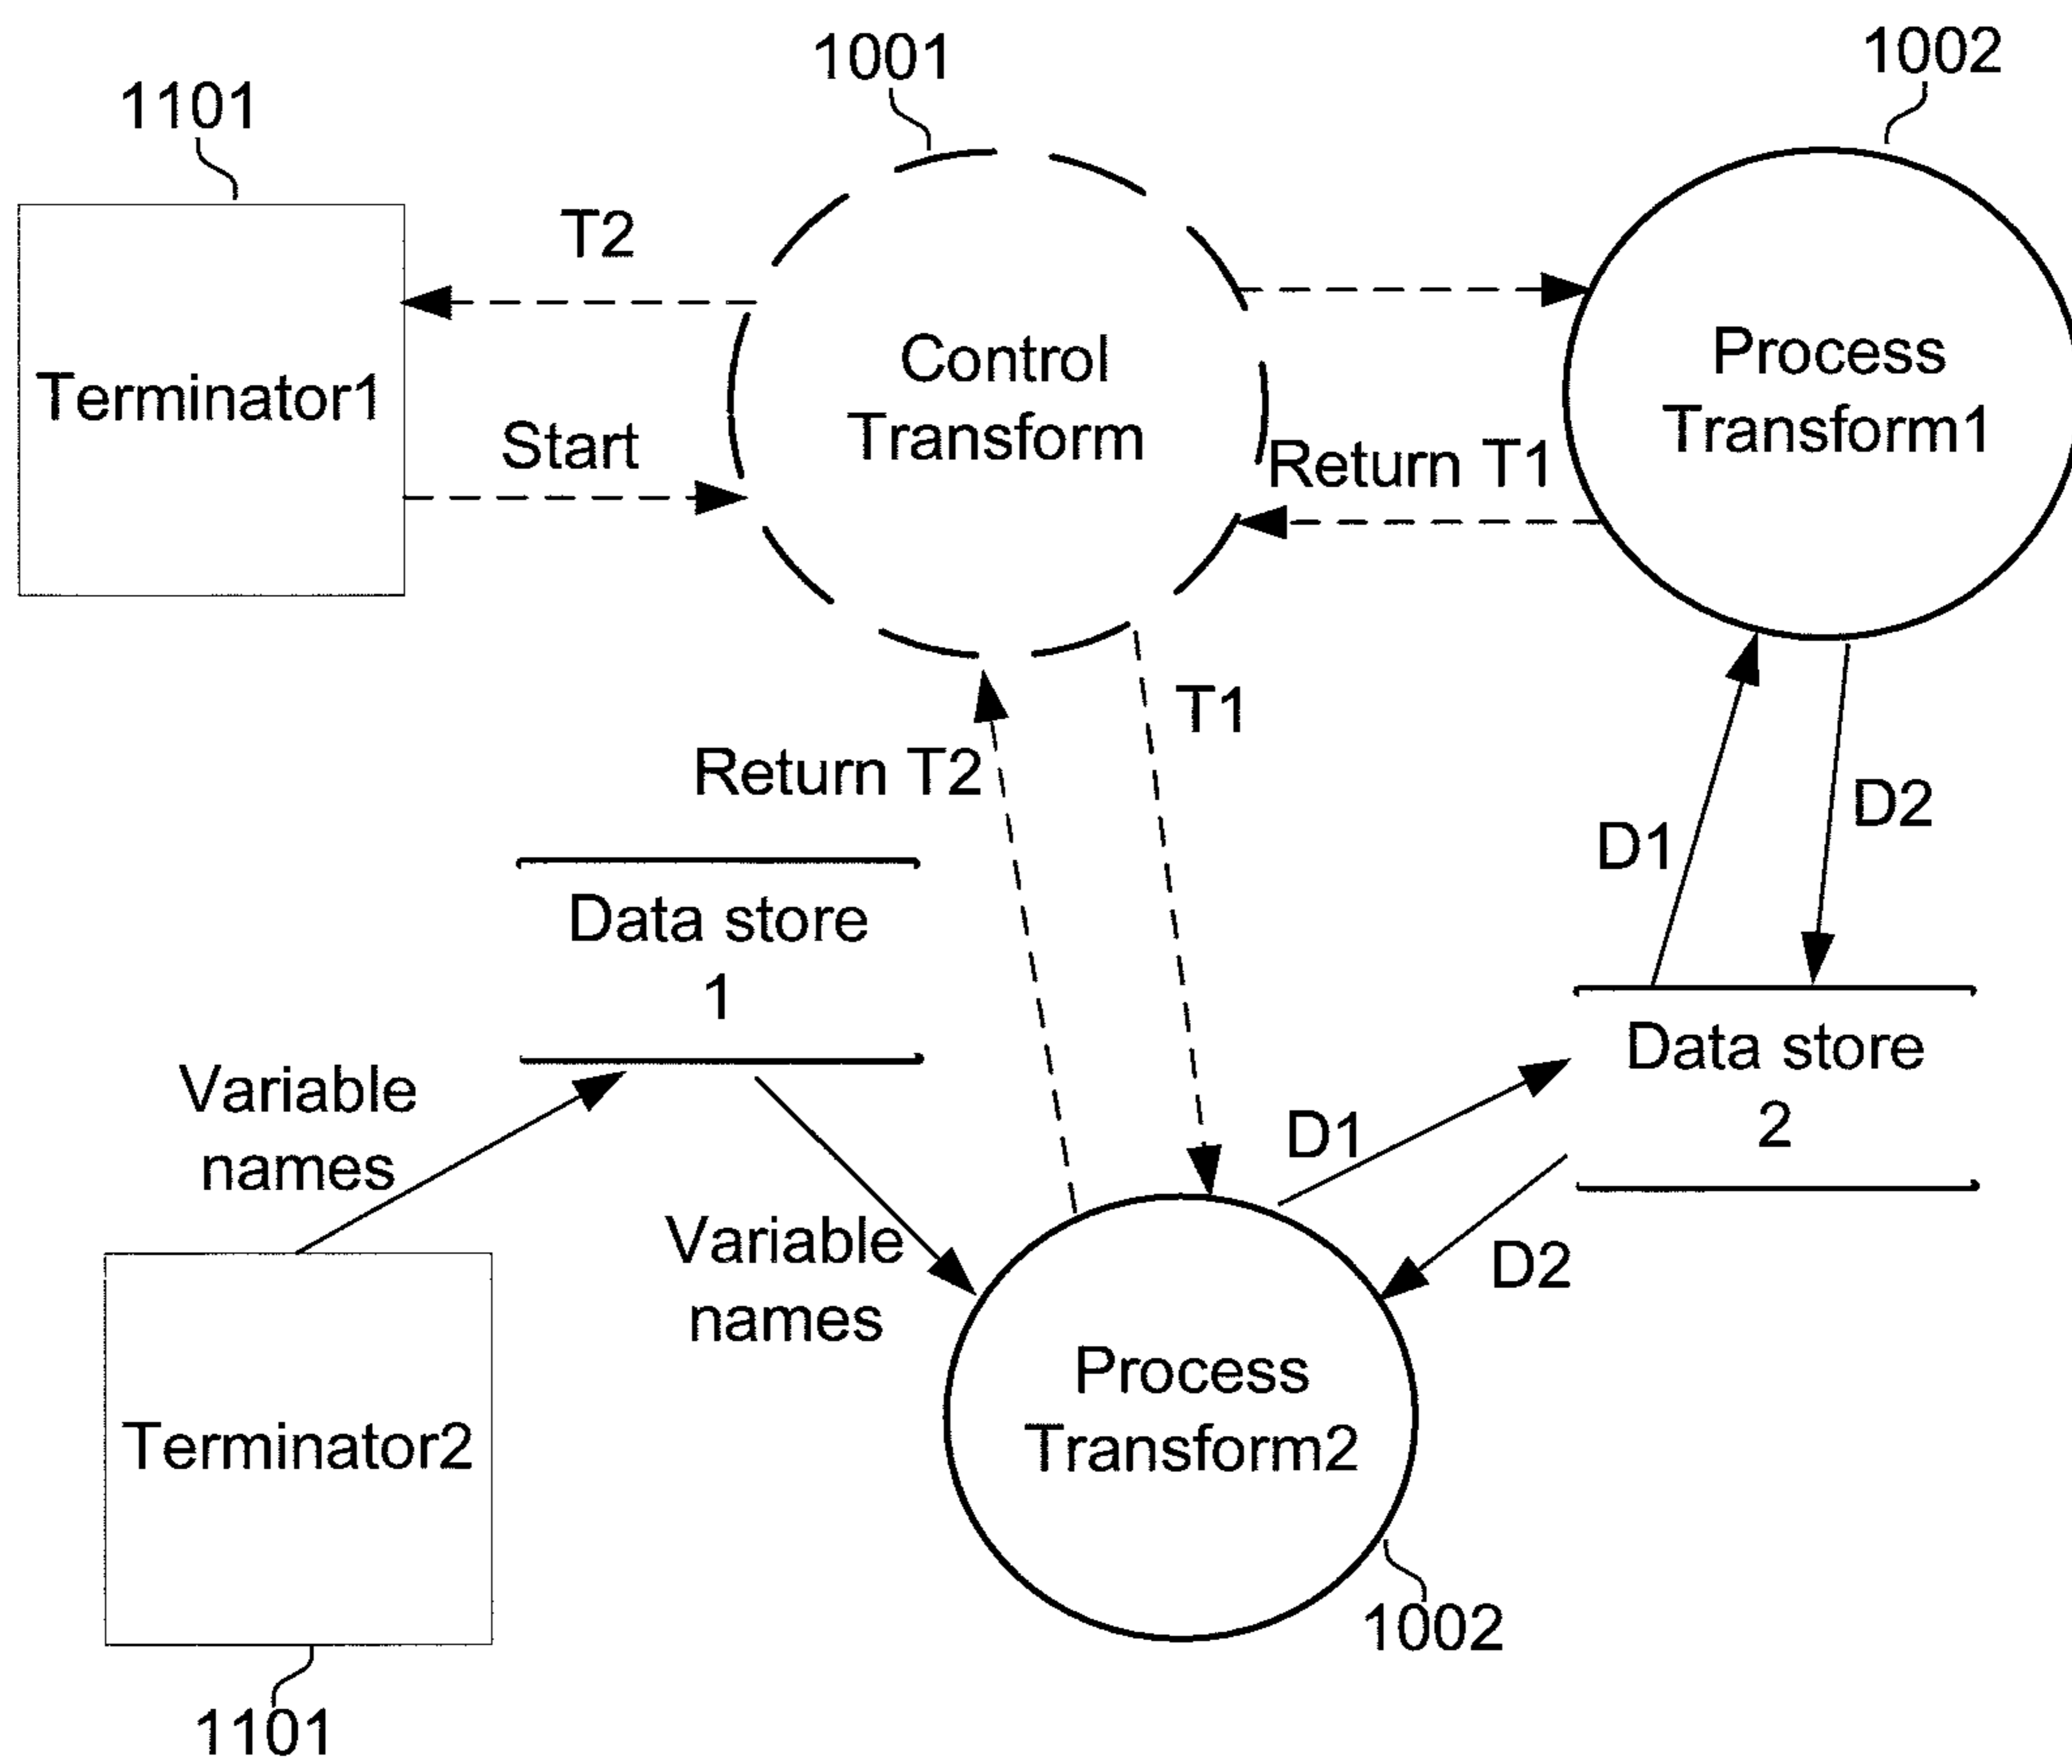 1001
1002
1101
T2
Terminator1
Start
Control
Transform
Process
Transform1
Return T1
T1
Return T2
D1
D2
Data store
1
Data store
2
Variable
names
Variable
names
D1
D2
Terminator2
Process
Transform2
1002
1101